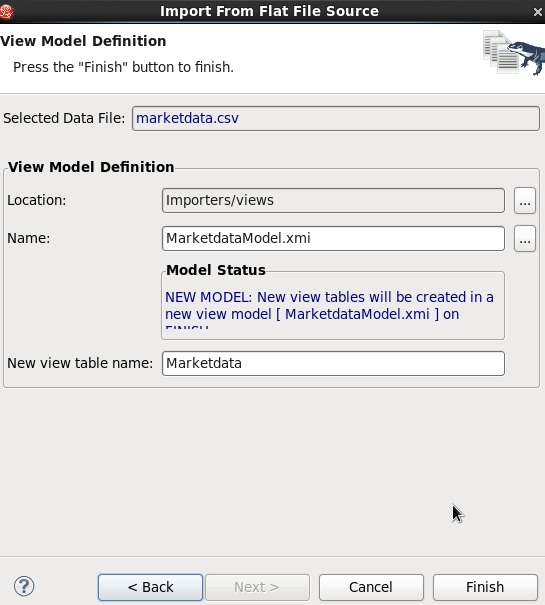 Import From Flat File Source
View Model Definition
Press the "Finish" button to finish.
Selected Data File: marketdata.csv
View Model Definition
Location: Importers/views ...
Name: MarketdataModel.xmi ...
Model Status
NEW MODEL: New view tables will be created in a
new view model [ MarketdataModel.xmi ] on
FINISH
New view table name: Marketdata
? < Back Next > Cancel Finish